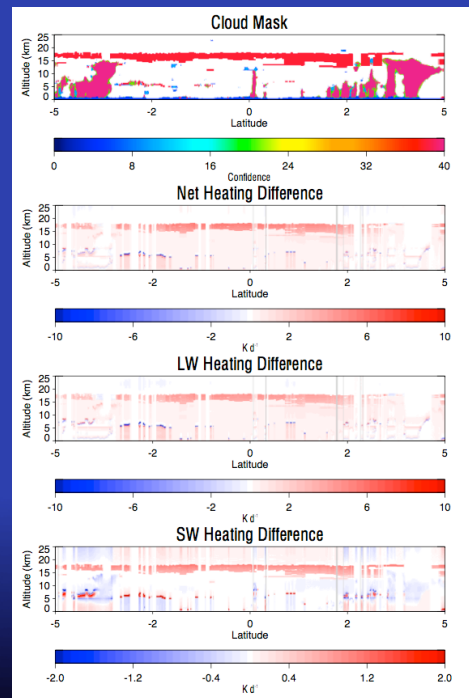 Cloud Mask
25
20
15
10
5
0
Altitude (km)
-5 -2 0 2 5
Latitude
0 8 16 24 32 40
Confidence
Net Heating Difference
25
20
15
10
5
0
Altitude (km)
-5 -2 0 2 5
Latitude
-10 -6 -2 2 6 10
K d⁻¹
LW Heating Difference
25
20
15
10
5
0
Altitude (km)
-5 -2 0 2 5
Latitude
-10 -6 -2 2 6 10
K d⁻¹
SW Heating Difference
25
20
15
10
5
0
Altitude (km)
-5 -2 0 2 5
Latitude
-2.0 -1.2 -0.4 0.4 1.2 2.0
K d⁻¹